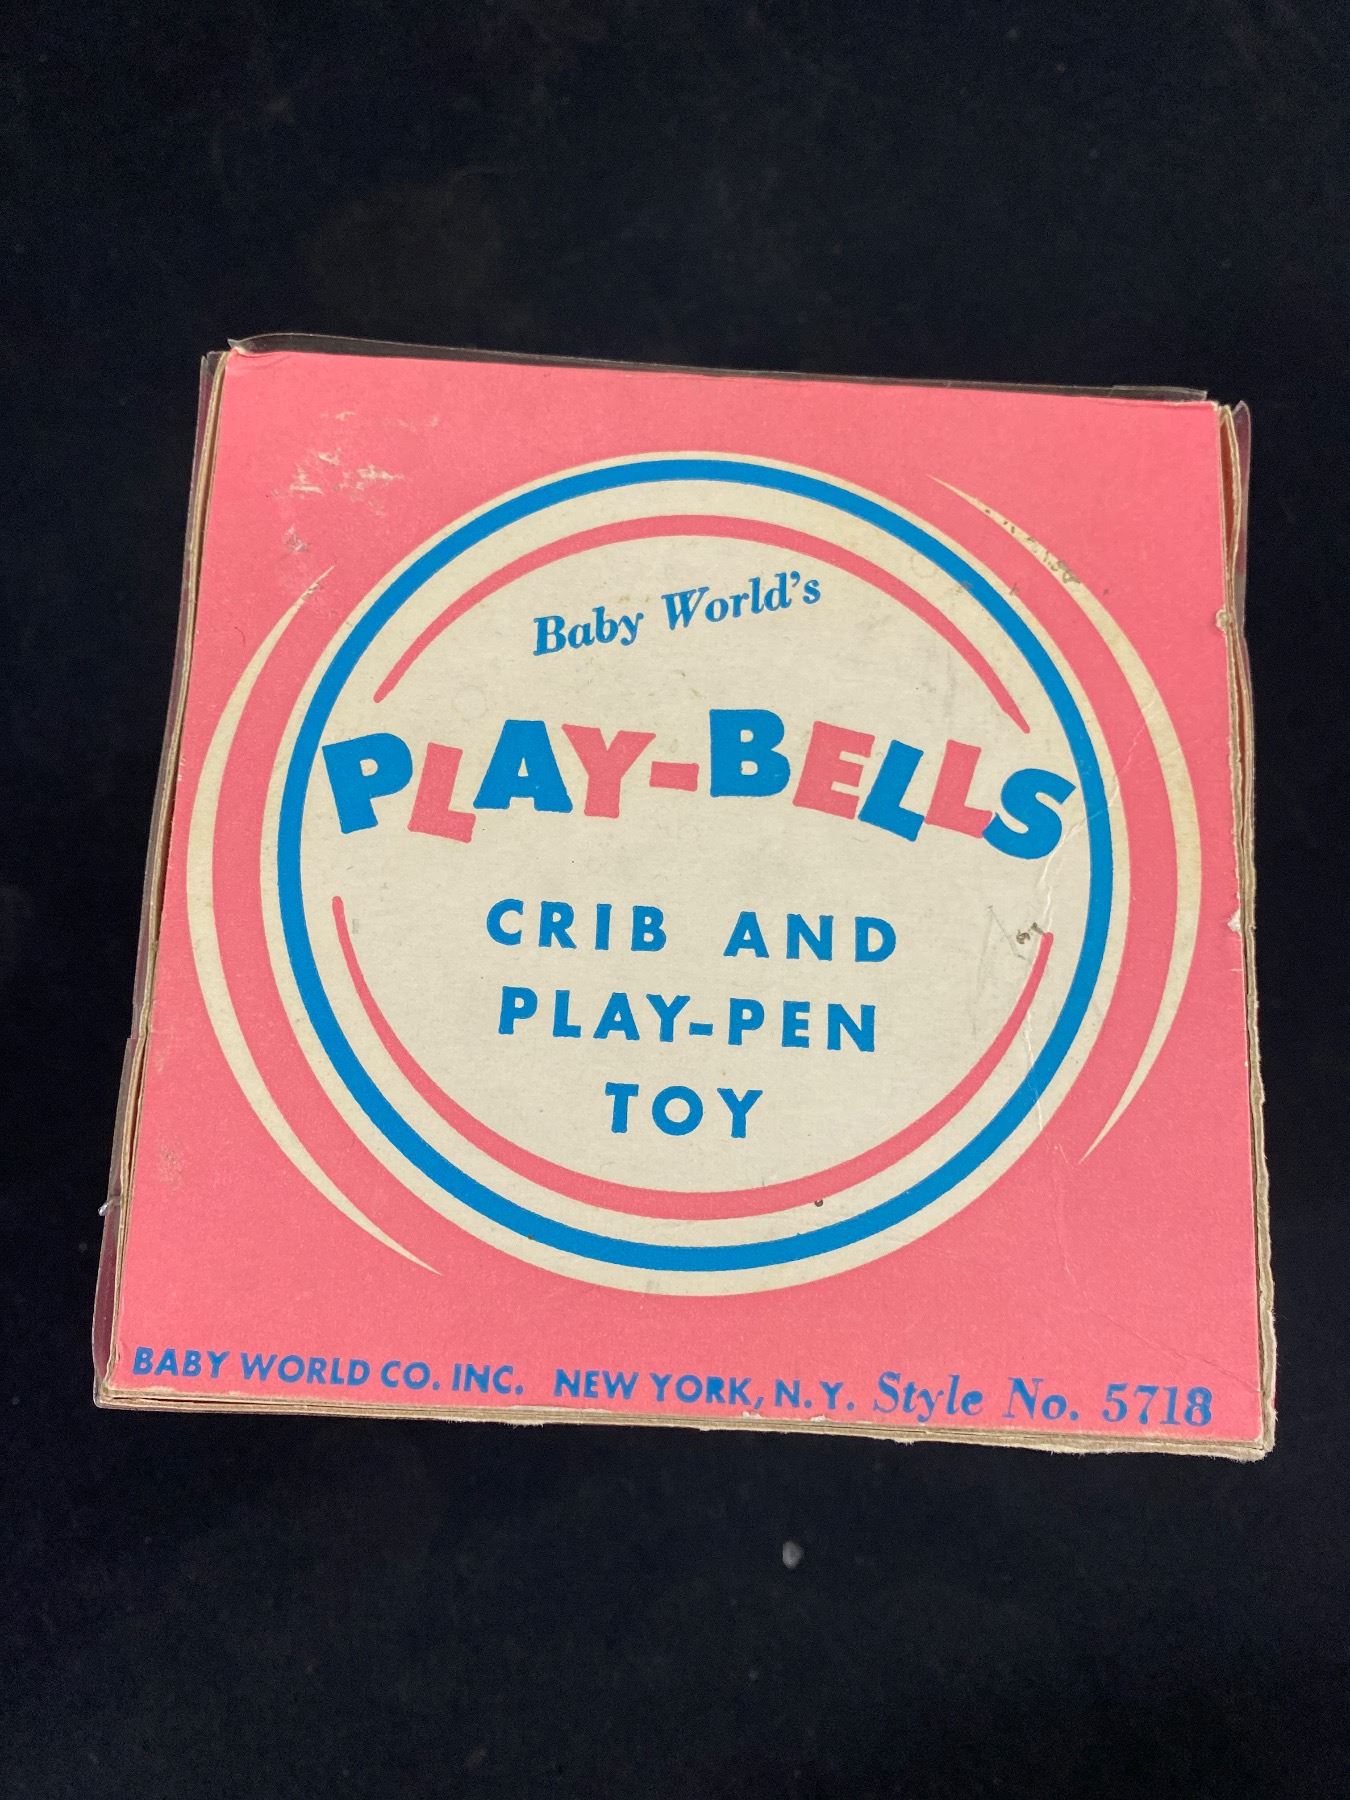 Baby World's
PLAY-BELLS
CRIB AND
PLAY-PEN
TOY
BABY WORLD CO. INC. NEW YORK, N.Y. Style No. 5718